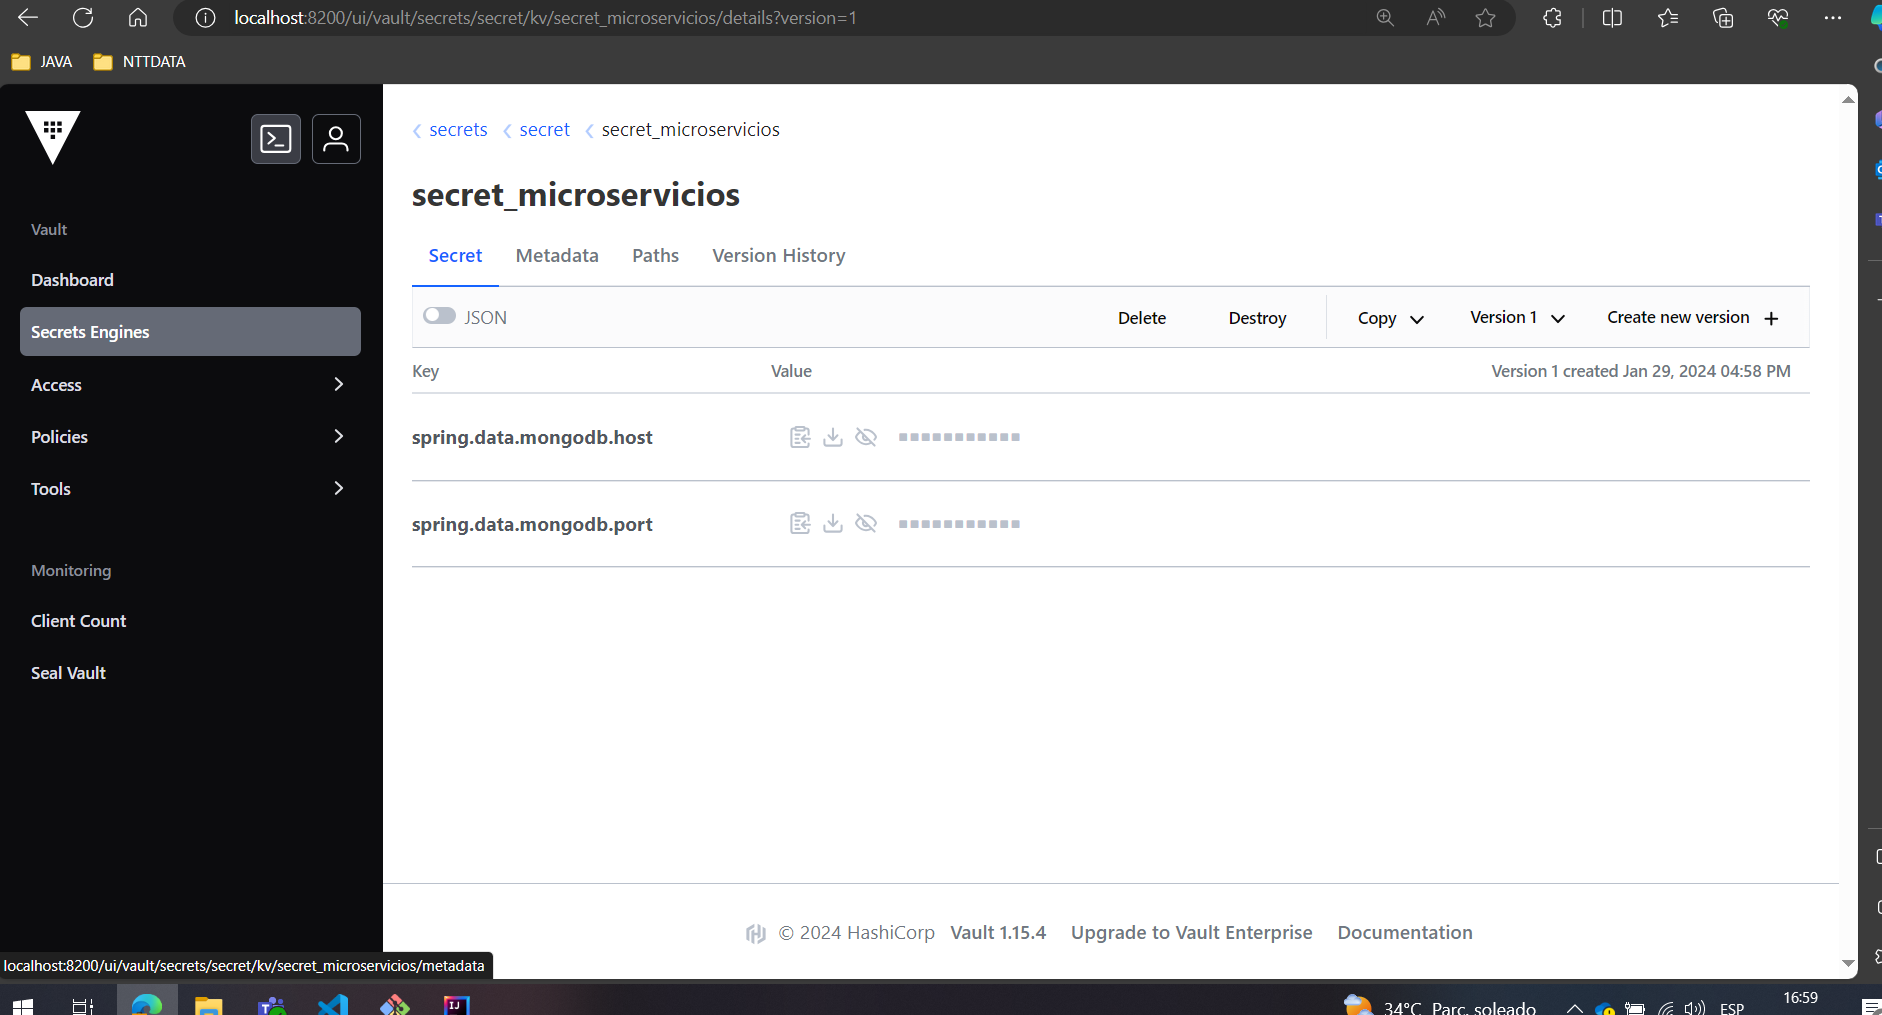 localhost:8200/ui/vault/secrets/secret/kv/secret_microservicios/details?version=1
JAVA NTTDATA
secrets secret secret_microservicios
secret_microservicios
Secret Metadata Paths Version History
JSON Delete Destroy Copy Version 1 Create new version
Key Value Version 1 created Jan 29, 2024 04:58 PM
spring.data.mongodb.host
spring.data.mongodb.port
Vault
Dashboard
Secrets Engines
Access
Policies
Tools
Monitoring
Client Count
Seal Vault
© 2024 HashiCorp Vault 1.15.4 Upgrade to Vault Enterprise Documentation
localhost:8200/ui/vault/secrets/secret/kv/secret_microservicios/metadata
34°C Parc. soleado ESP 16:59